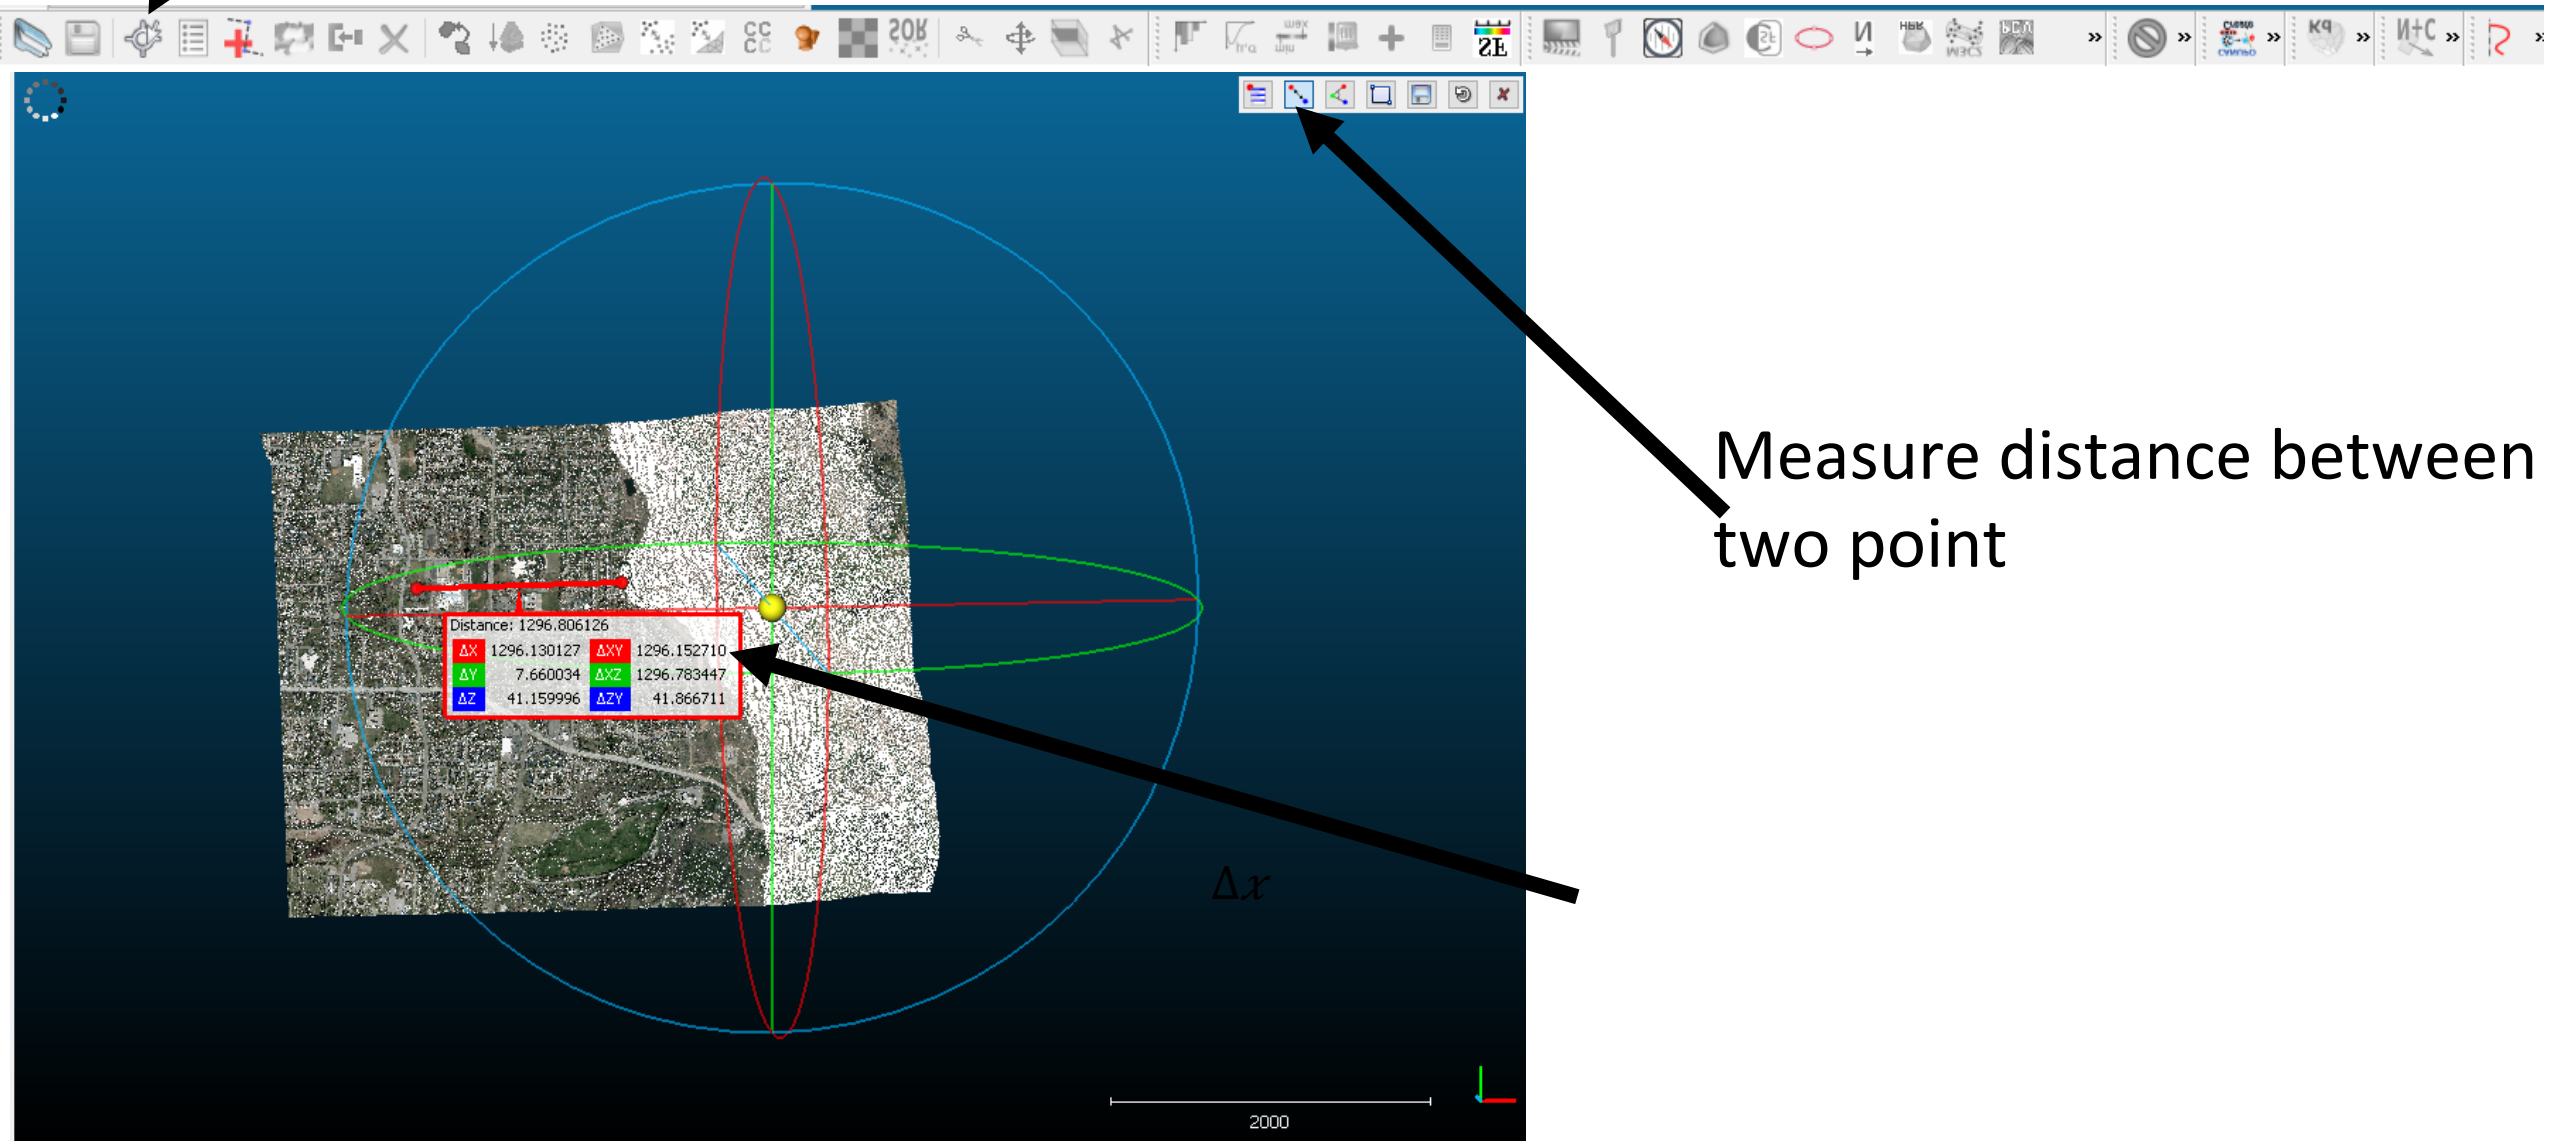 Measure distance between
two point
Distance: 1296.806126
ΔX 1296.130127 ΔXY 1296.152710
ΔY 7.660034 ΔXZ 1296.783447
ΔZ 41.159996 ΔZY 41.866711
Δx
2000